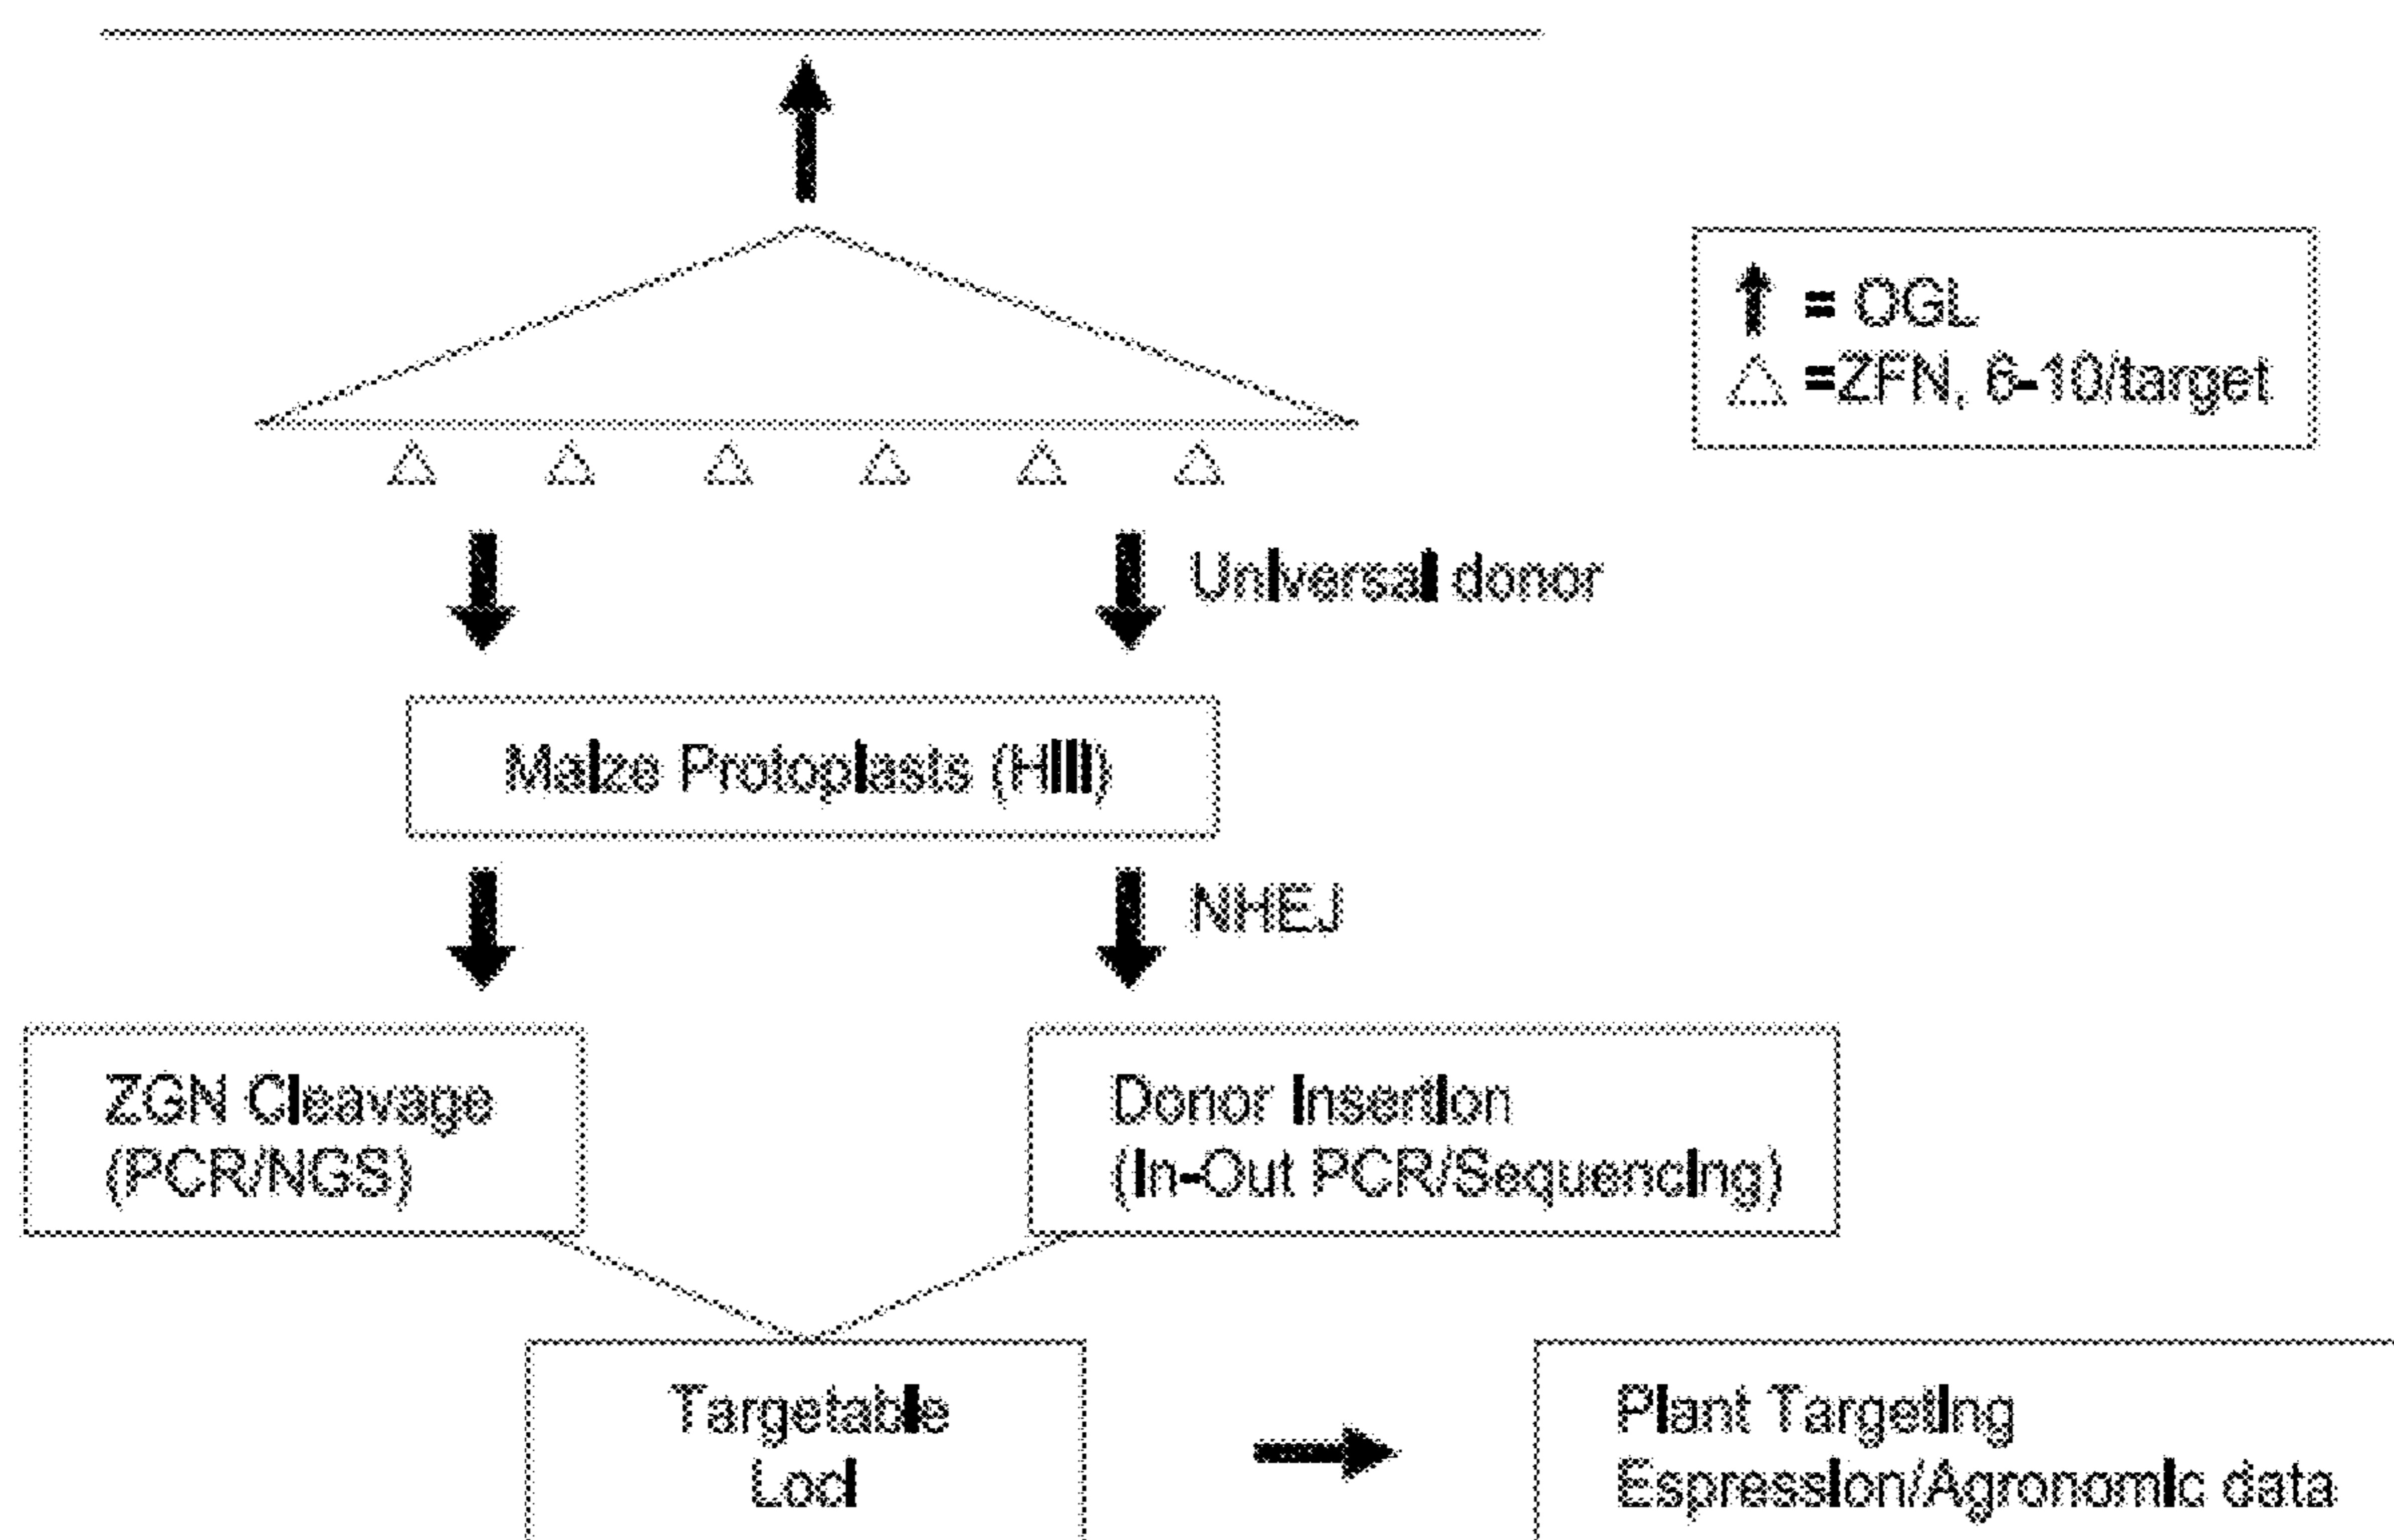 = OGL
=ZFN, 6-10/target
Universal donor
Maize Protoplasts (HIII)
NHEJ
ZGN Cleavage
(PCR/NGS)
Donor Insertion
(In-Out PCR/Sequencing)
Targetable
Loci
Plant Targeting
Espression/Agronomic data